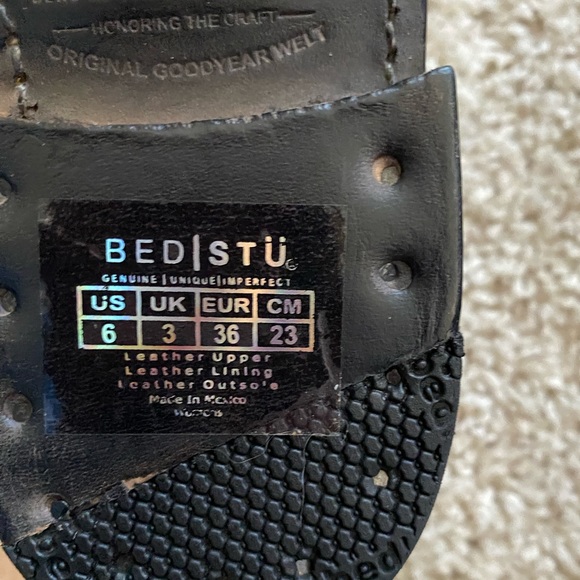 HONORING THE CRAFT
ORIGINAL GOODYEAR WELT
BED|STÜ
GENUINE | UNIQUE | IMPERFECT
US UK EUR CM
6 3 36 23
Leather Upper
Leather Lining
Leather Outsole
Made In Mexico
Womens
bed